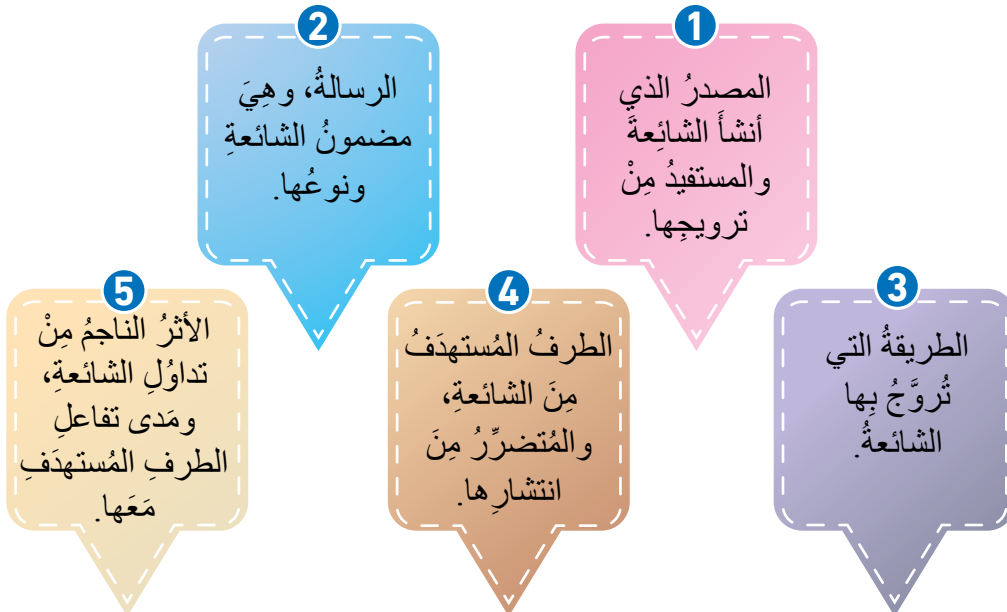 1
المصدرُ الذي
أنشأَ الشائِعةَ
والمستفيدُ مِنْ
ترويجِها.
2
الرسالةُ، وهِيَ
مضمونُ الشائعةِ
ونوعُها.
3
الطريقةُ التي
تُروَّجُ بِها
الشائعةُ.
4
الطرفُ المُستهدَفُ
مِنَ الشائعةِ،
والمُتضرِّرُ مِنَ
انتشارِها.
5
الأثرُ الناجمُ مِنْ
تداوُلِ الشائعةِ،
ومَدى تفاعلِ
الطرفِ المُستهدَفِ
مَعَها.